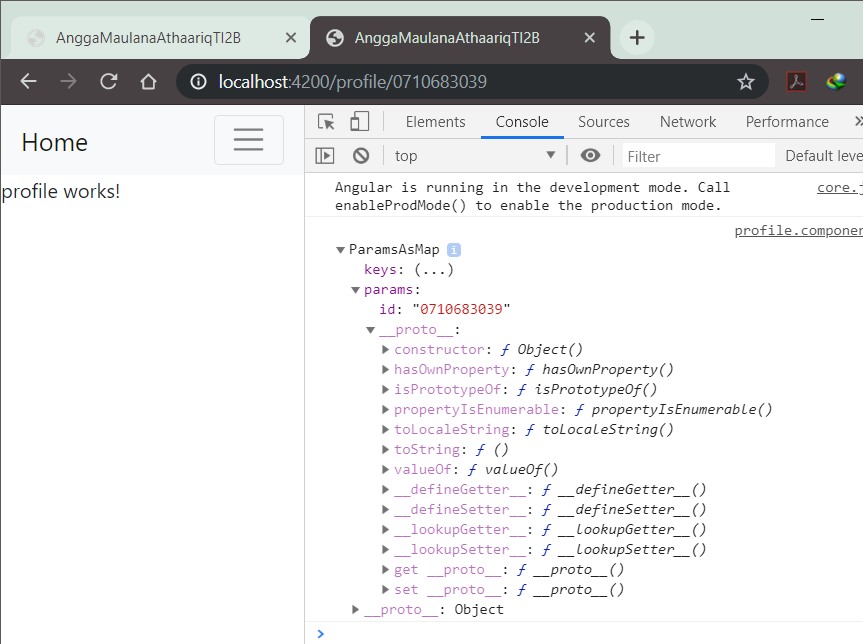 AnggaMaulanaAthaariqTI2B
AnggaMaulanaAthaariqTI2B
localhost:4200/profile/0710683039
Home
profile works!
Elements Console Sources Network Performance
top Filter Default leve
Angular is running in the development mode. Call core.j
enableProdMode() to enable the production mode.
profile.componen
ParamsAsMap i
keys: (...)
params:
id: "0710683039"
__proto__:
constructor: ƒ Object()
hasOwnProperty: ƒ hasOwnProperty()
isPrototypeOf: ƒ isPrototypeOf()
propertyIsEnumerable: ƒ propertyIsEnumerable()
toLocaleString: ƒ toLocaleString()
toString: ƒ ()
valueOf: ƒ valueOf()
__defineGetter__: ƒ __defineGetter__()
__defineSetter__: ƒ __defineSetter__()
__lookupGetter__: ƒ __lookupGetter__()
__lookupSetter__: ƒ __lookupSetter__()
get __proto__: ƒ __proto__()
set __proto__: ƒ __proto__()
__proto__: Object